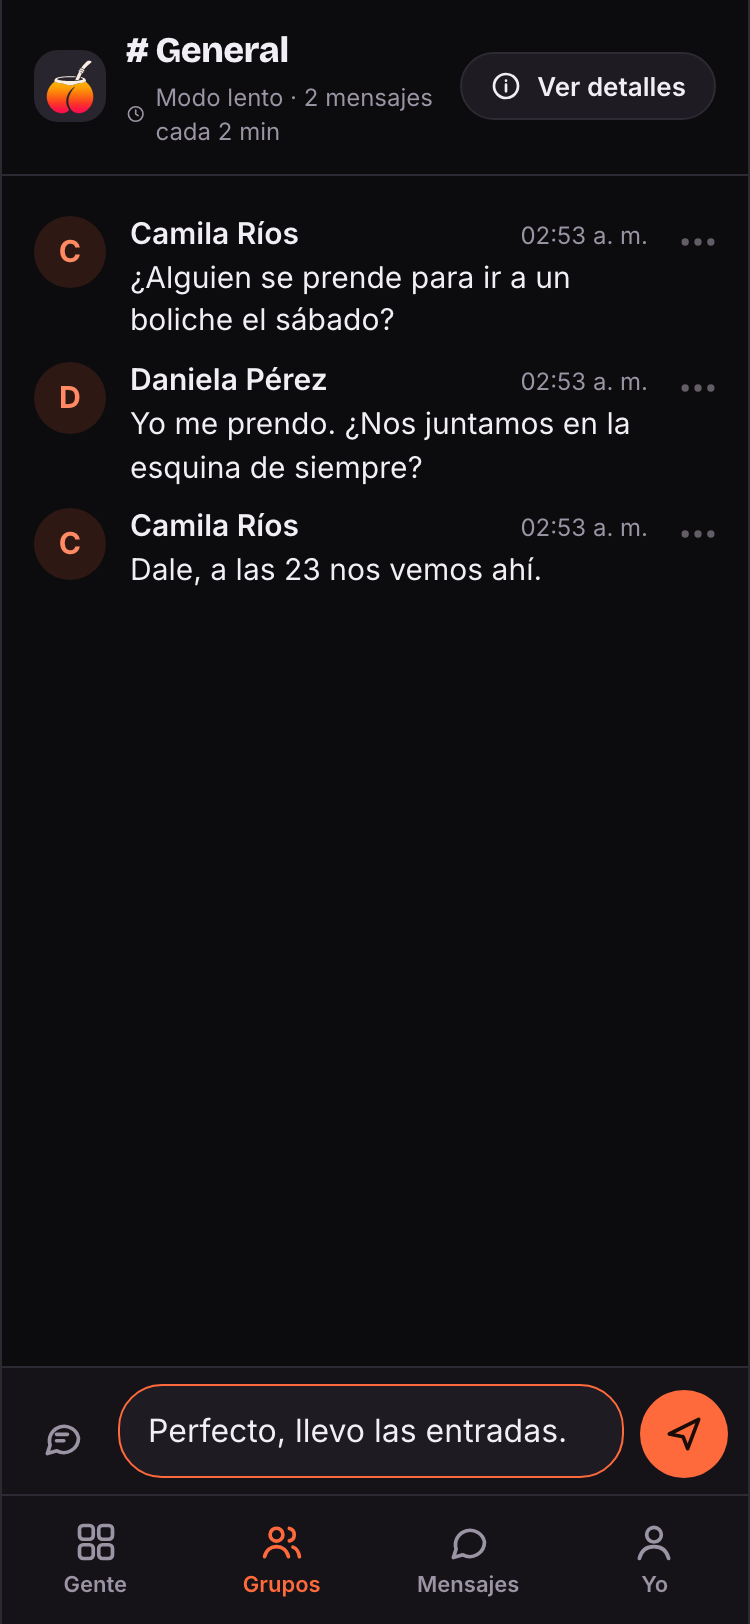 # General
Modo lento · 2 mensajes
cada 2 min
Ver detalles
C
Camila Ríos
02:53 a. m.
¿Alguien se prende para ir a un
boliche el sábado?
D
Daniela Pérez
02:53 a. m.
Yo me prendo. ¿Nos juntamos en la
esquina de siempre?
C
Camila Ríos
02:53 a. m.
Dale, a las 23 nos vemos ahí.
Perfecto, llevo las entradas.
Gente
Grupos
Mensajes
Yo